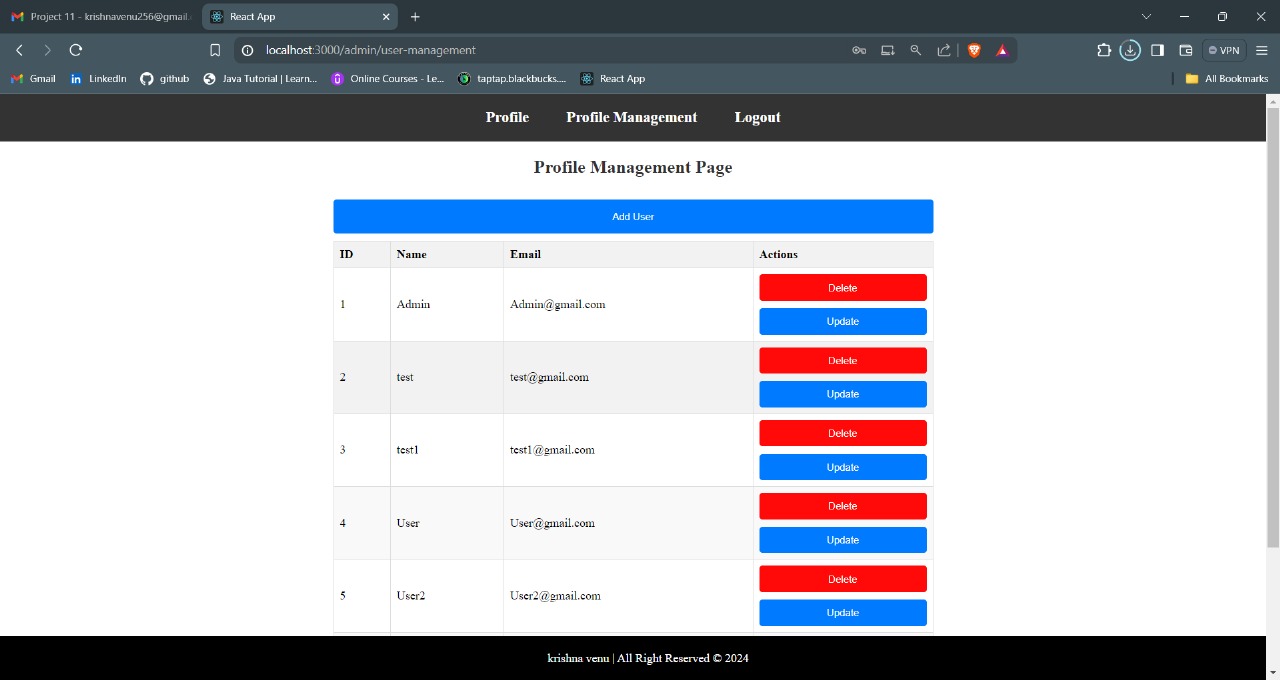 Project 11 - krishnavenu256@gmail.
React App
localhost:3000/admin/user-management
VPN
Gmail
LinkedIn
github
Java Tutorial | Learn...
Online Courses - Le...
taptap.blackbucks....
React App
All Bookmarks
Profile
Profile Management
Logout
Profile Management Page
Add User
ID Name Email Actions
1 Admin Admin@gmail.com
Delete
Update
2 test test@gmail.com
Delete
Update
3 test1 test1@gmail.com
Delete
Update
4 User User@gmail.com
Delete
Update
5 User2 User2@gmail.com
Delete
Update
krishna venu | All Right Reserved © 2024